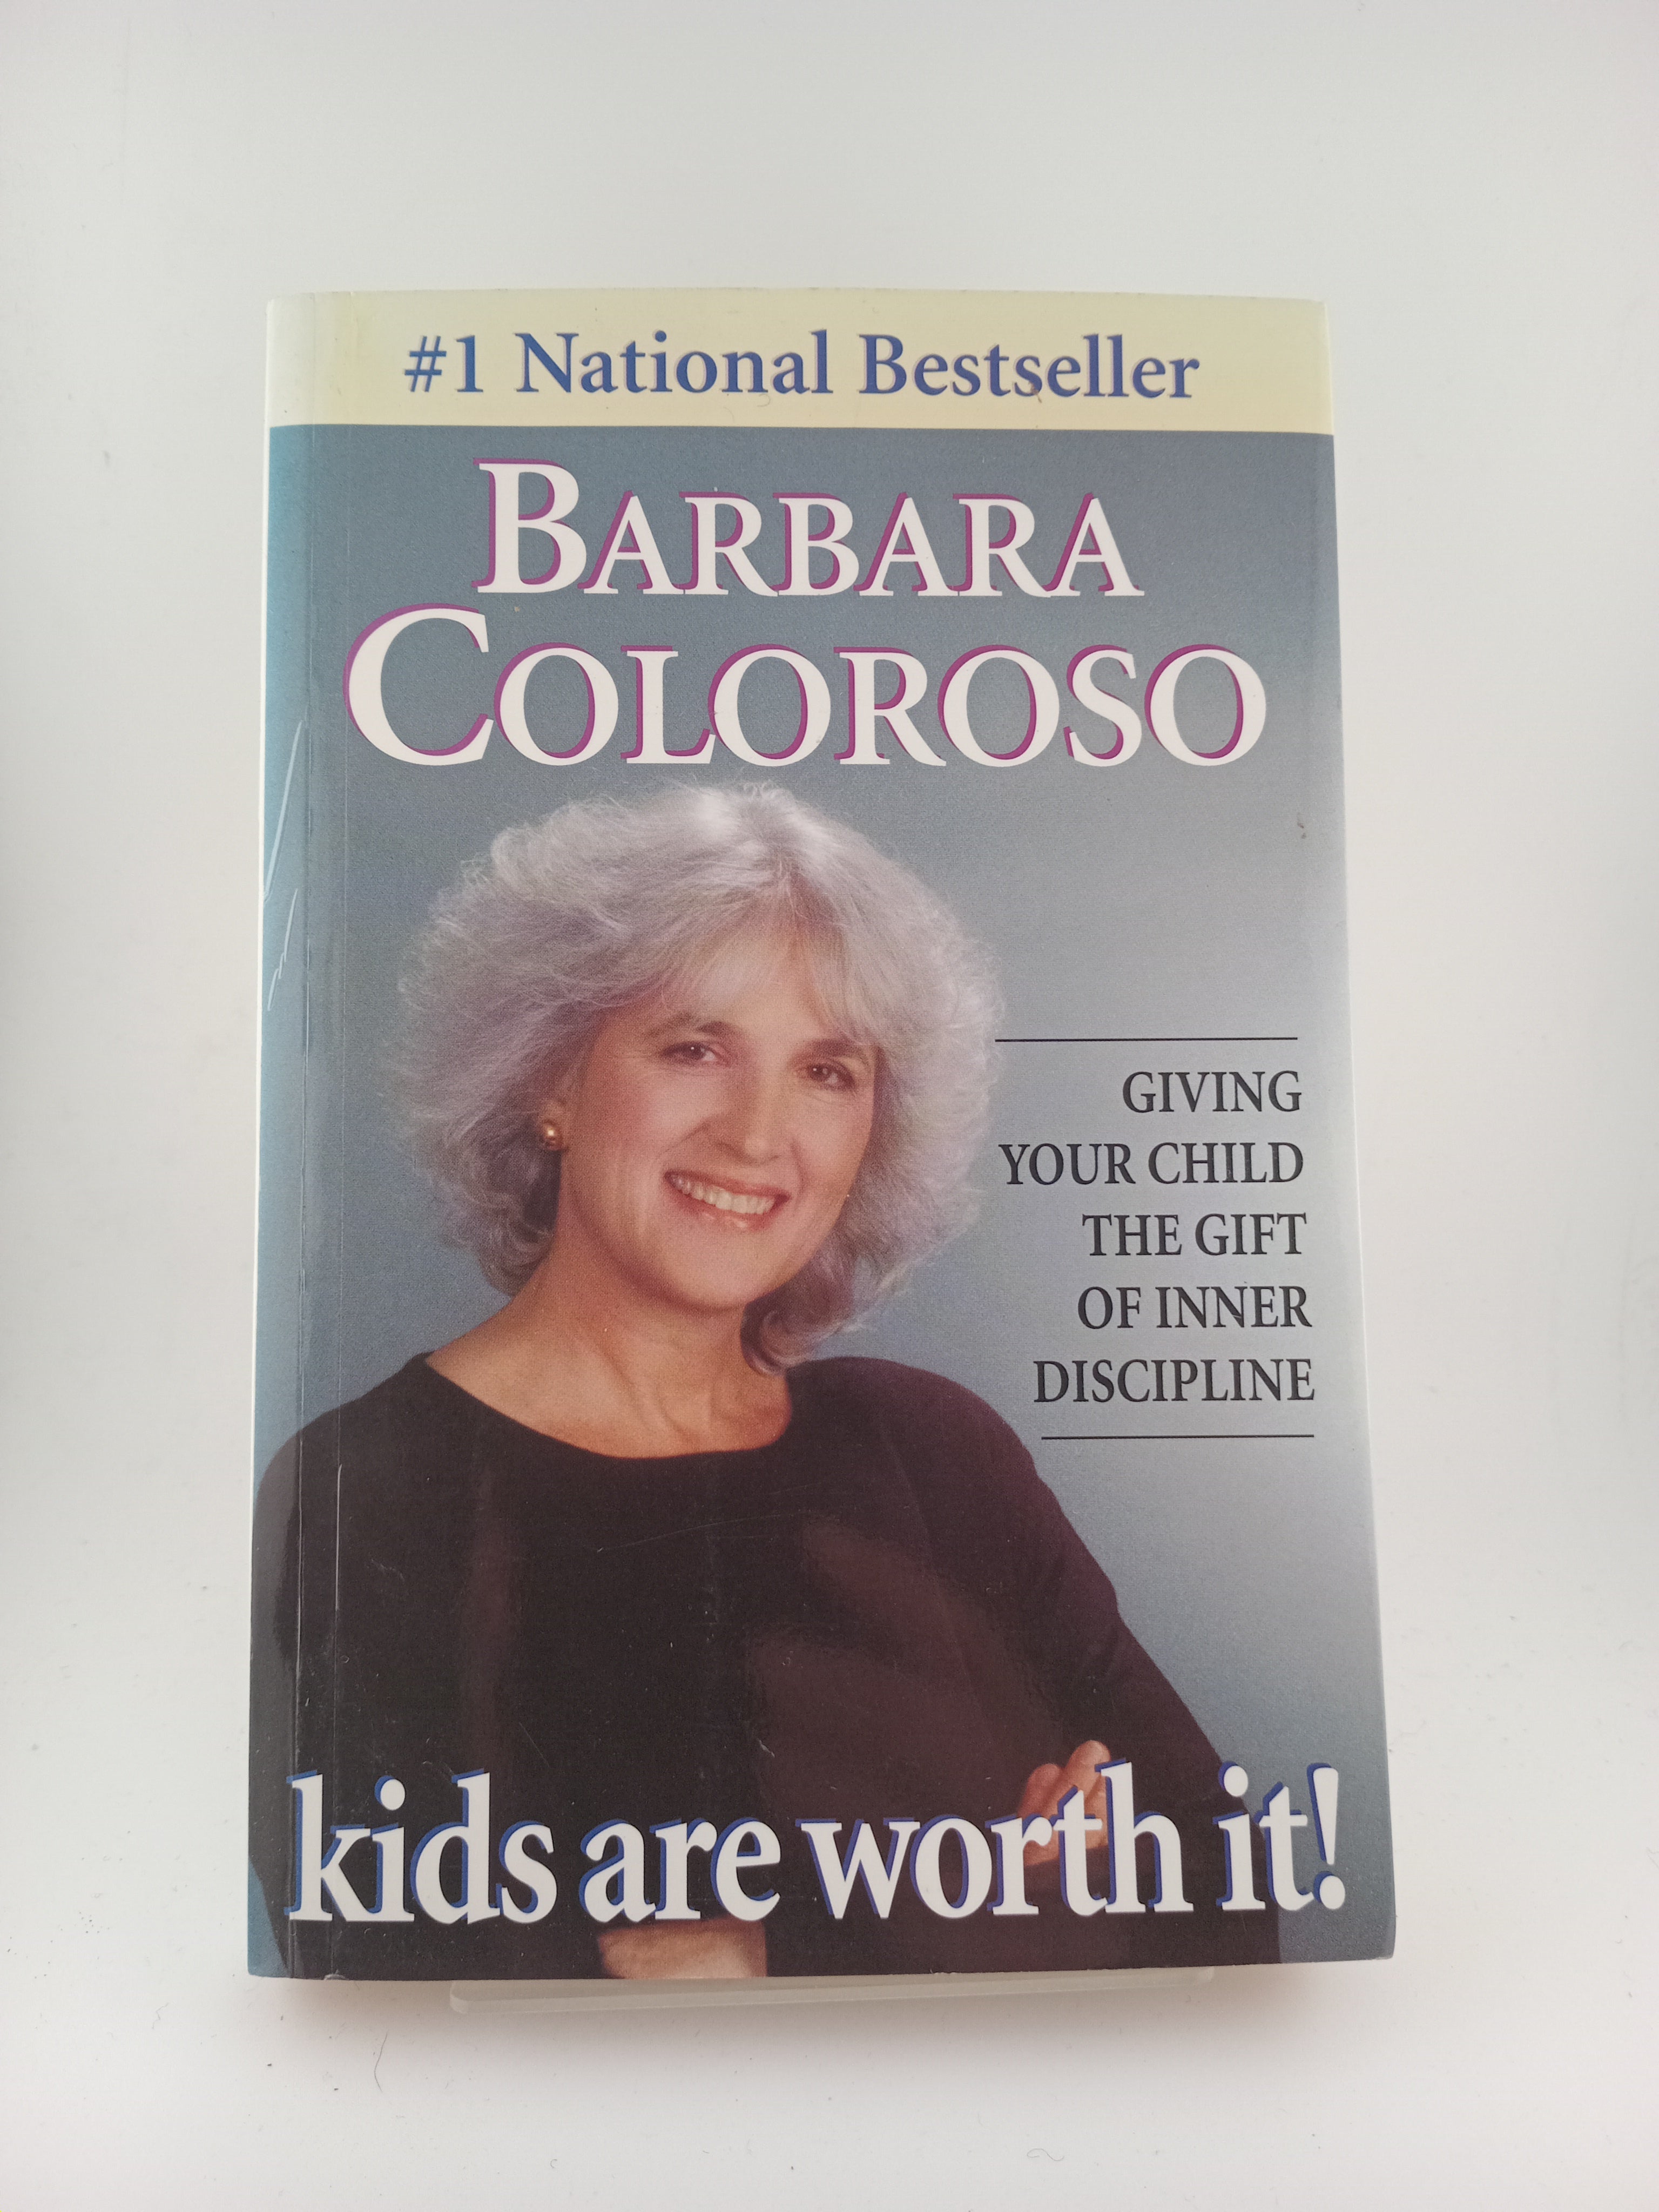 #1 National Bestseller
BARBARA
COLOROSO
GIVING
YOUR CHILD
THE GIFT
OF INNER
DISCIPLINE
kids are worth it!